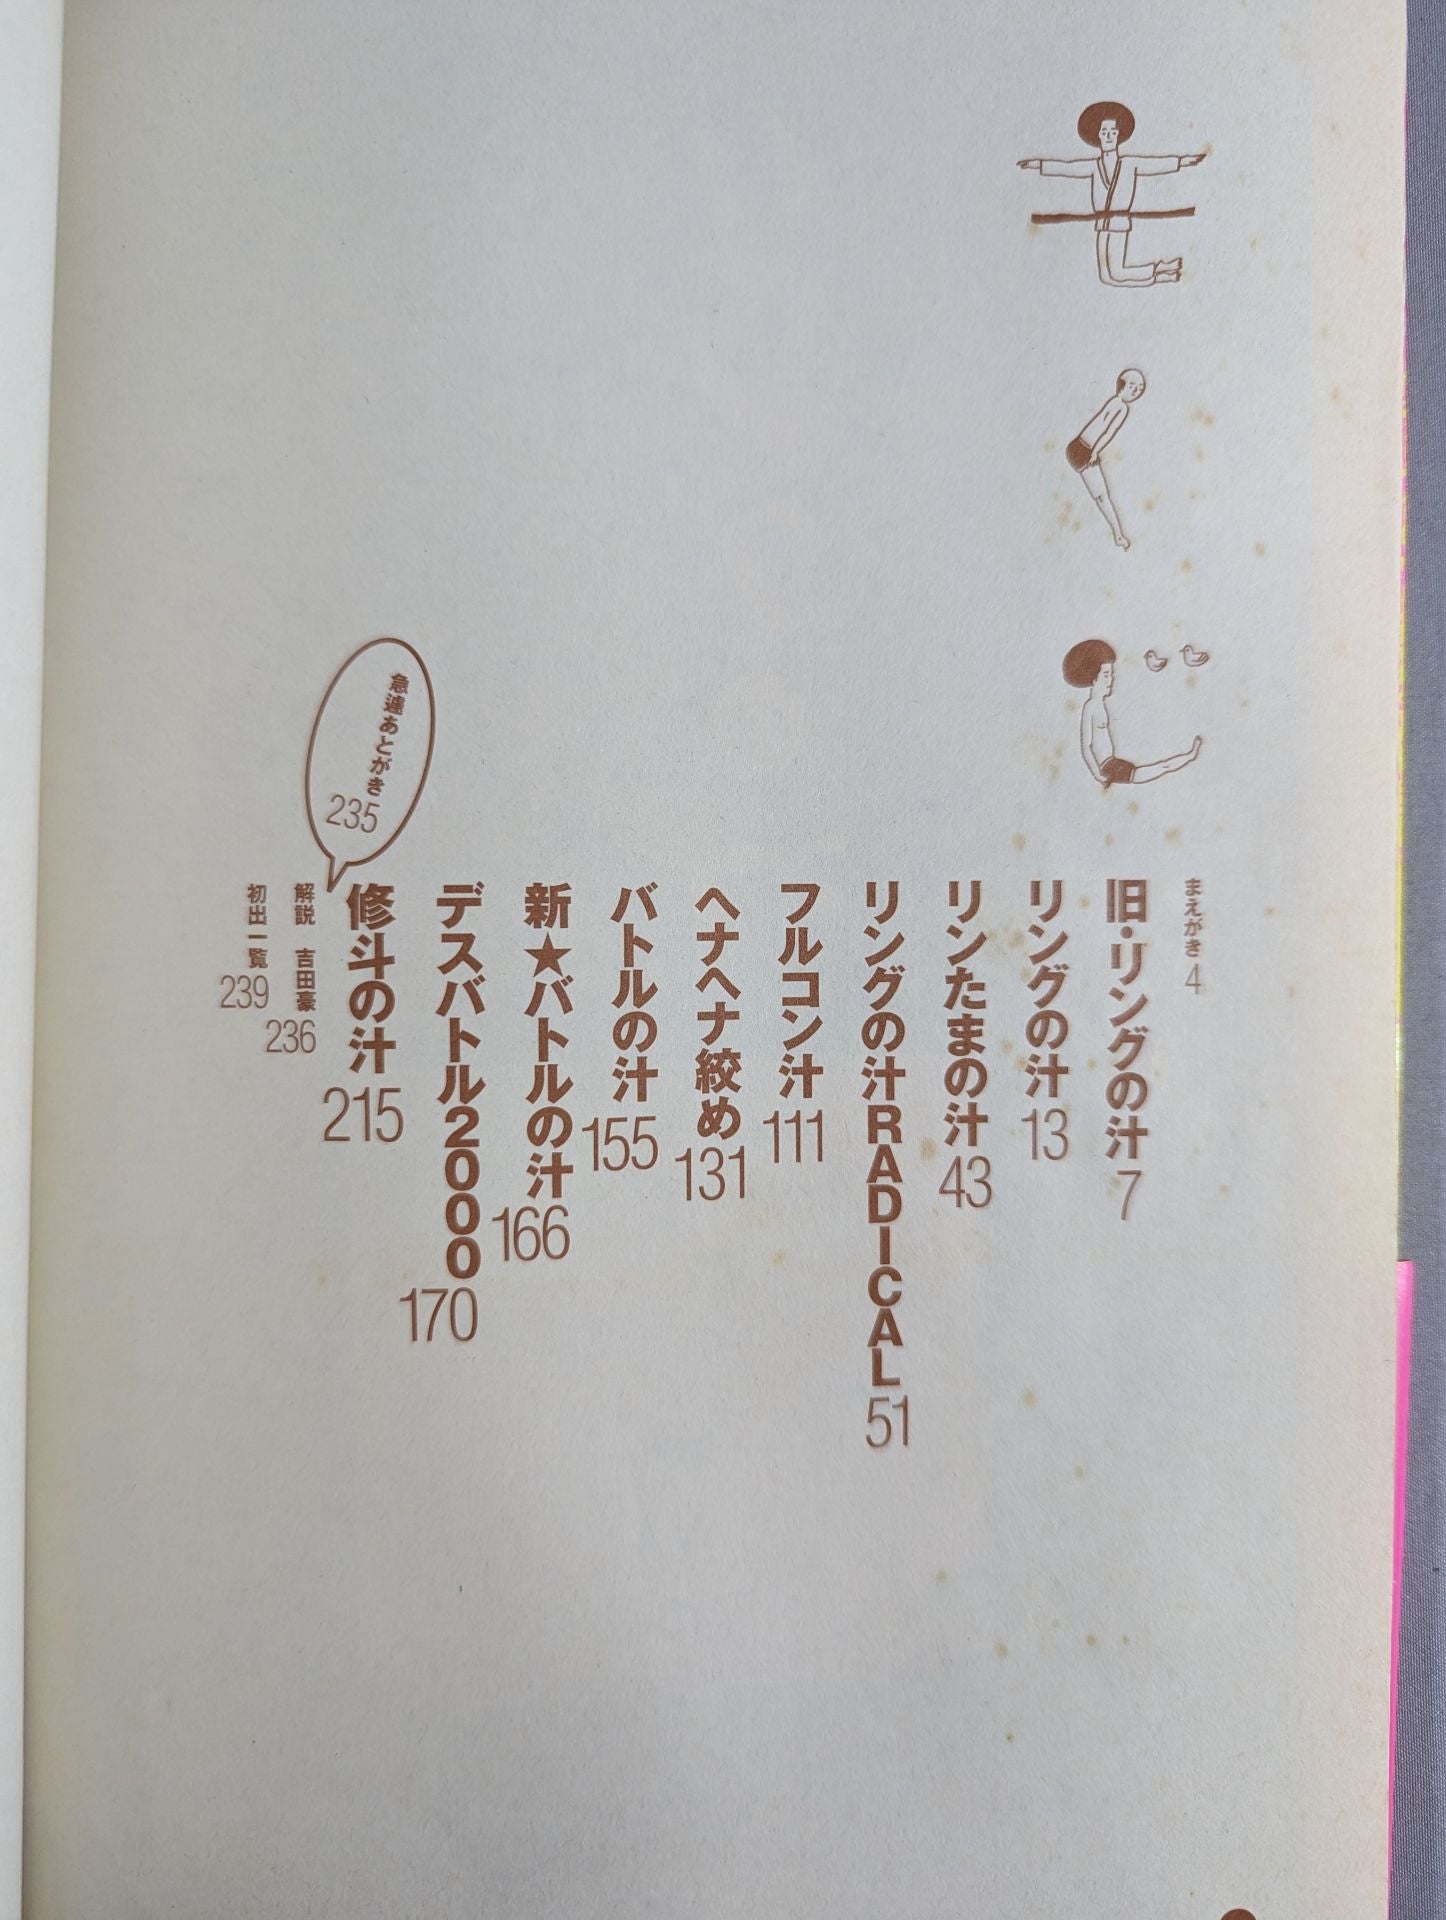 まえがき 4
旧・リングの汁 7
リングの汁 13
リンたまの汁 43
リングの汁RADICAL 51
フルコン汁 111
ヘナヘナ絞め 131
バトルの汁 155
新★バトルの汁 166
デスバトル2000 170
修斗の汁 215
急遽あとがき 235
解説 吉田豪 236
初出一覧 239